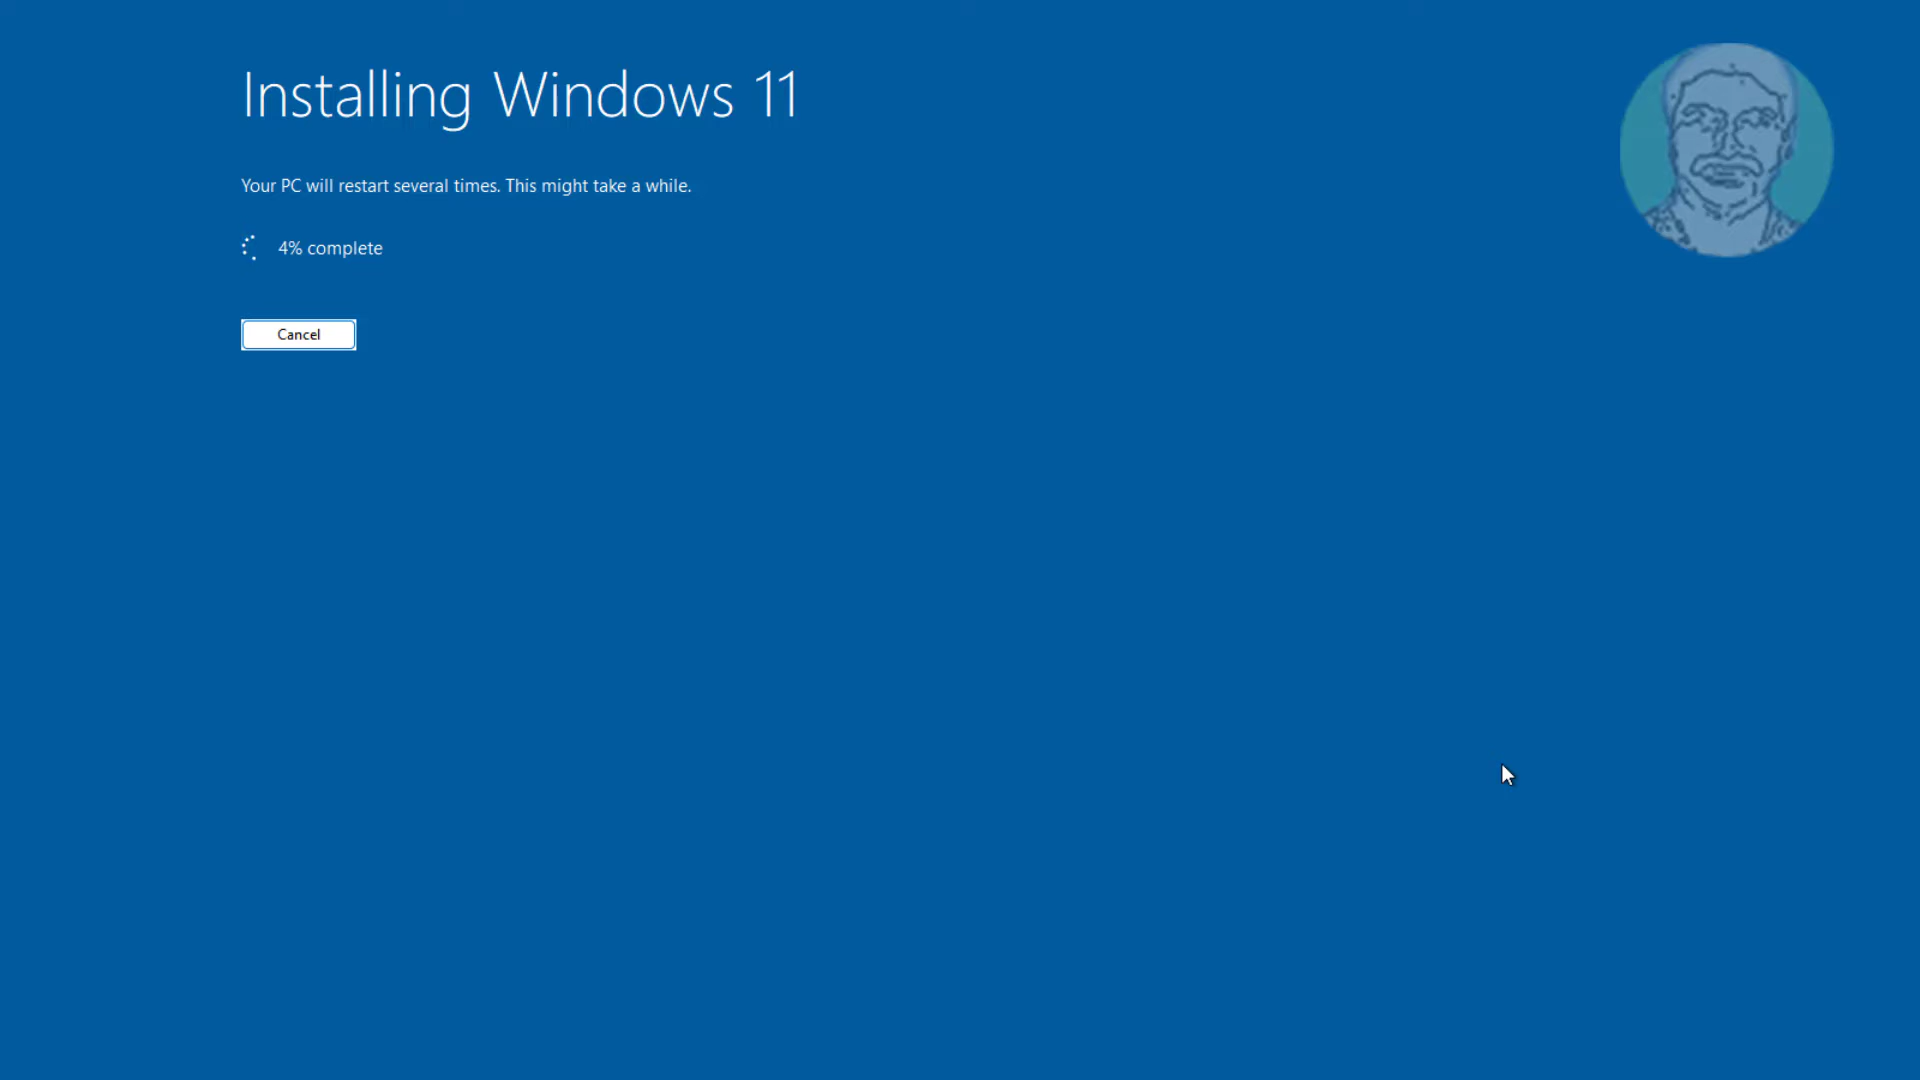 Installing Windows 11
Your PC will restart several times. This might take a while.
4% complete
Cancel